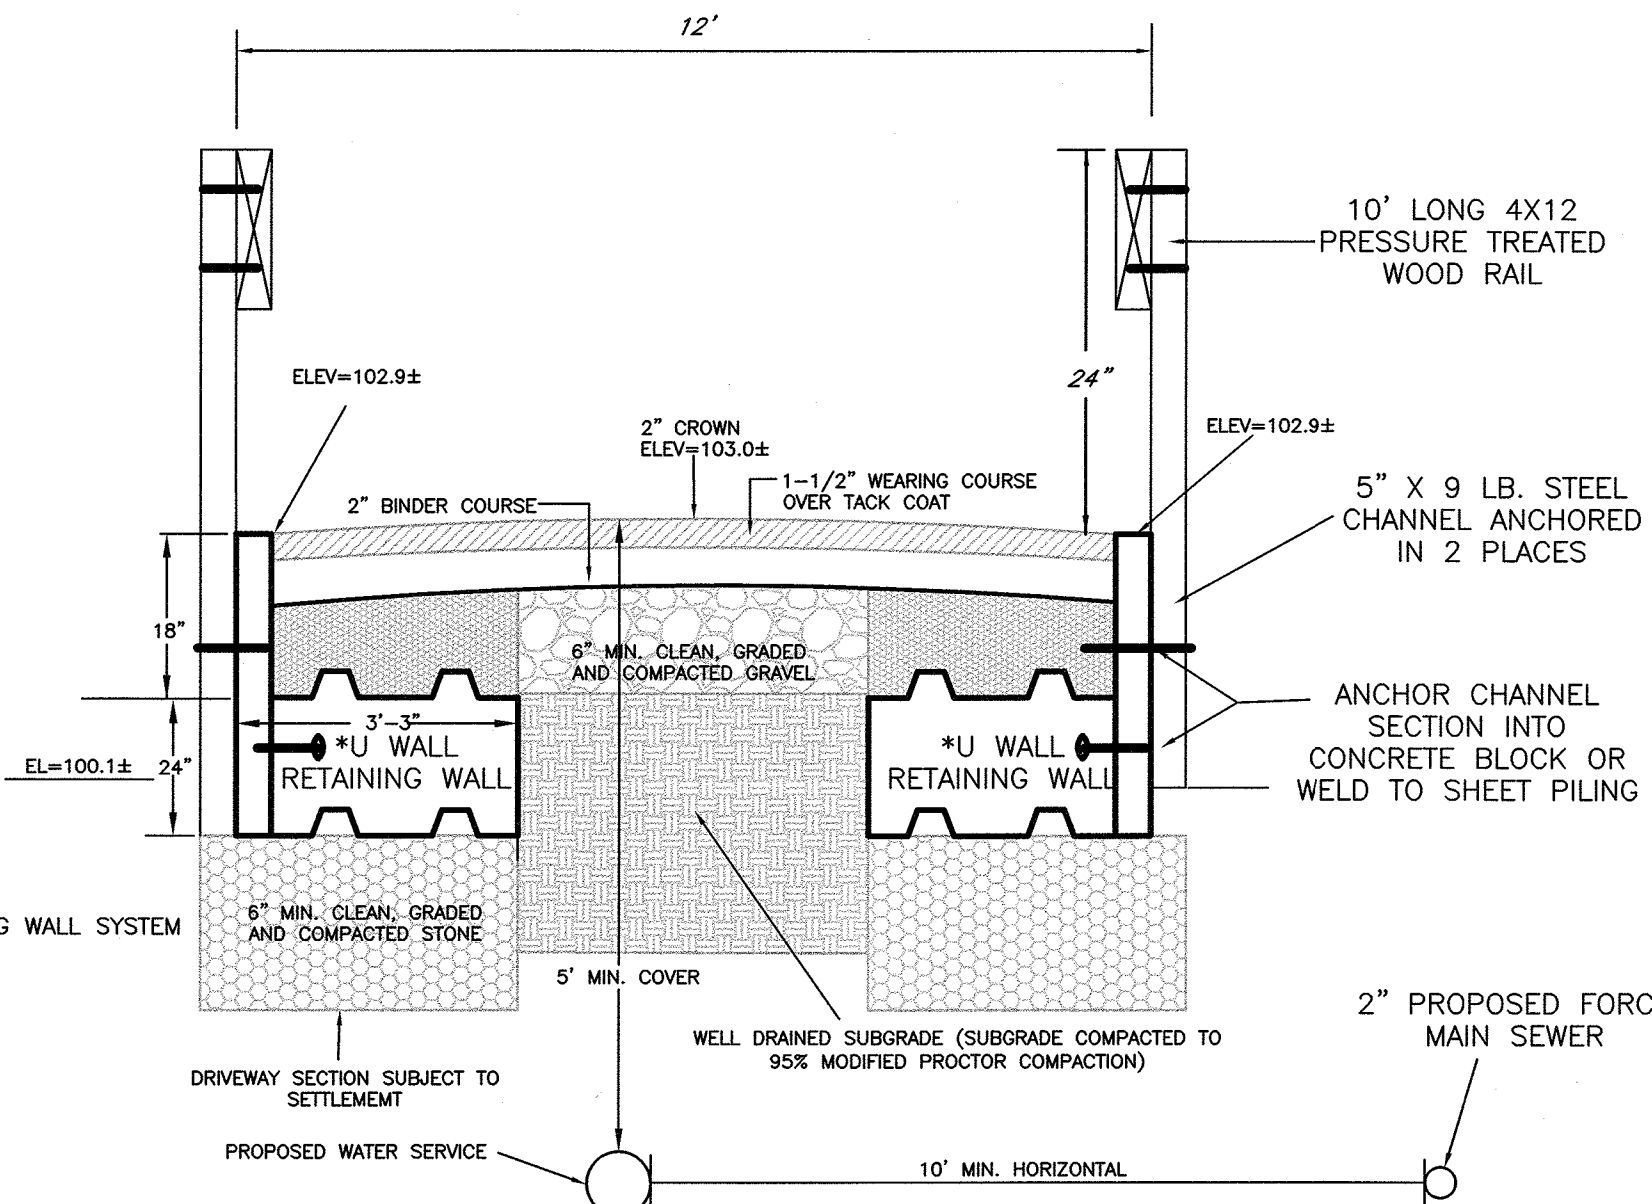 12'
10' LONG 4X12
PRESSURE TREATED
WOOD RAIL
24"
ELEV=102.9±
2" CROWN
ELEV=103.0±
ELEV=102.9±
1-1/2" WEARING COURSE
OVER TACK COAT
2" BINDER COURSE
5" X 9 LB. STEEL
CHANNEL ANCHORED
IN 2 PLACES
18"
6" MIN. CLEAN, GRADED
AND COMPACTED GRAVEL
3'-3"
*U WALL
RETAINING WALL
*U WALL
RETAINING WALL
ANCHOR CHANNEL
SECTION INTO
CONCRETE BLOCK OR
WELD TO SHEET PILING
EL=100.1±
24"
6" MIN. CLEAN, GRADED
AND COMPACTED STONE
G WALL SYSTEM
5' MIN. COVER
2" PROPOSED FORC
MAIN SEWER
WELL DRAINED SUBGRADE (SUBGRADE COMPACTED TO
95% MODIFIED PROCTOR COMPACTION)
DRIVEWAY SECTION SUBJECT TO
SETTLEMEMT
PROPOSED WATER SERVICE
10' MIN. HORIZONTAL